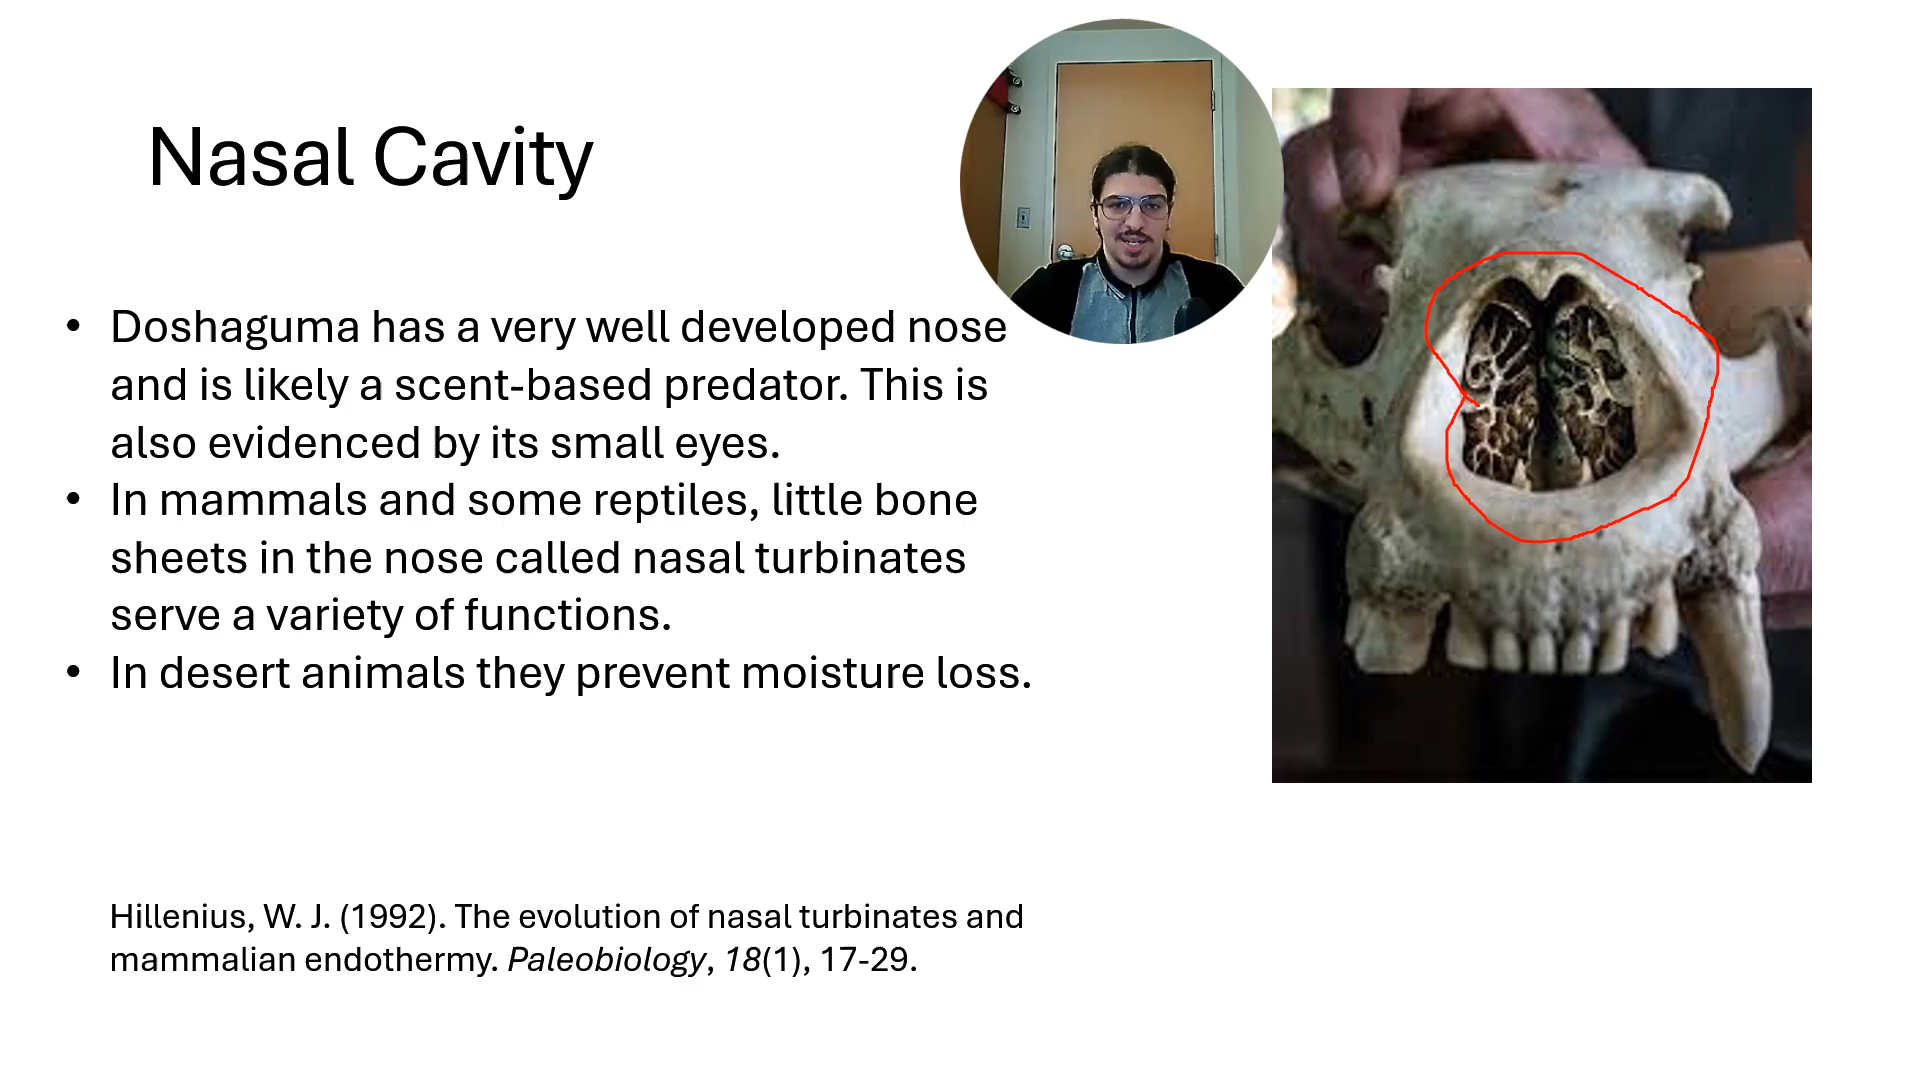 Nasal Cavity
• Doshaguma has a very well developed nose
and is likely a scent-based predator. This is
also evidenced by its small eyes.
• In mammals and some reptiles, little bone
sheets in the nose called nasal turbinates
serve a variety of functions.
• In desert animals they prevent moisture loss.
Hillenius, W. J. (1992). The evolution of nasal turbinates and
mammalian endothermy. Paleobiology, 18(1), 17-29.